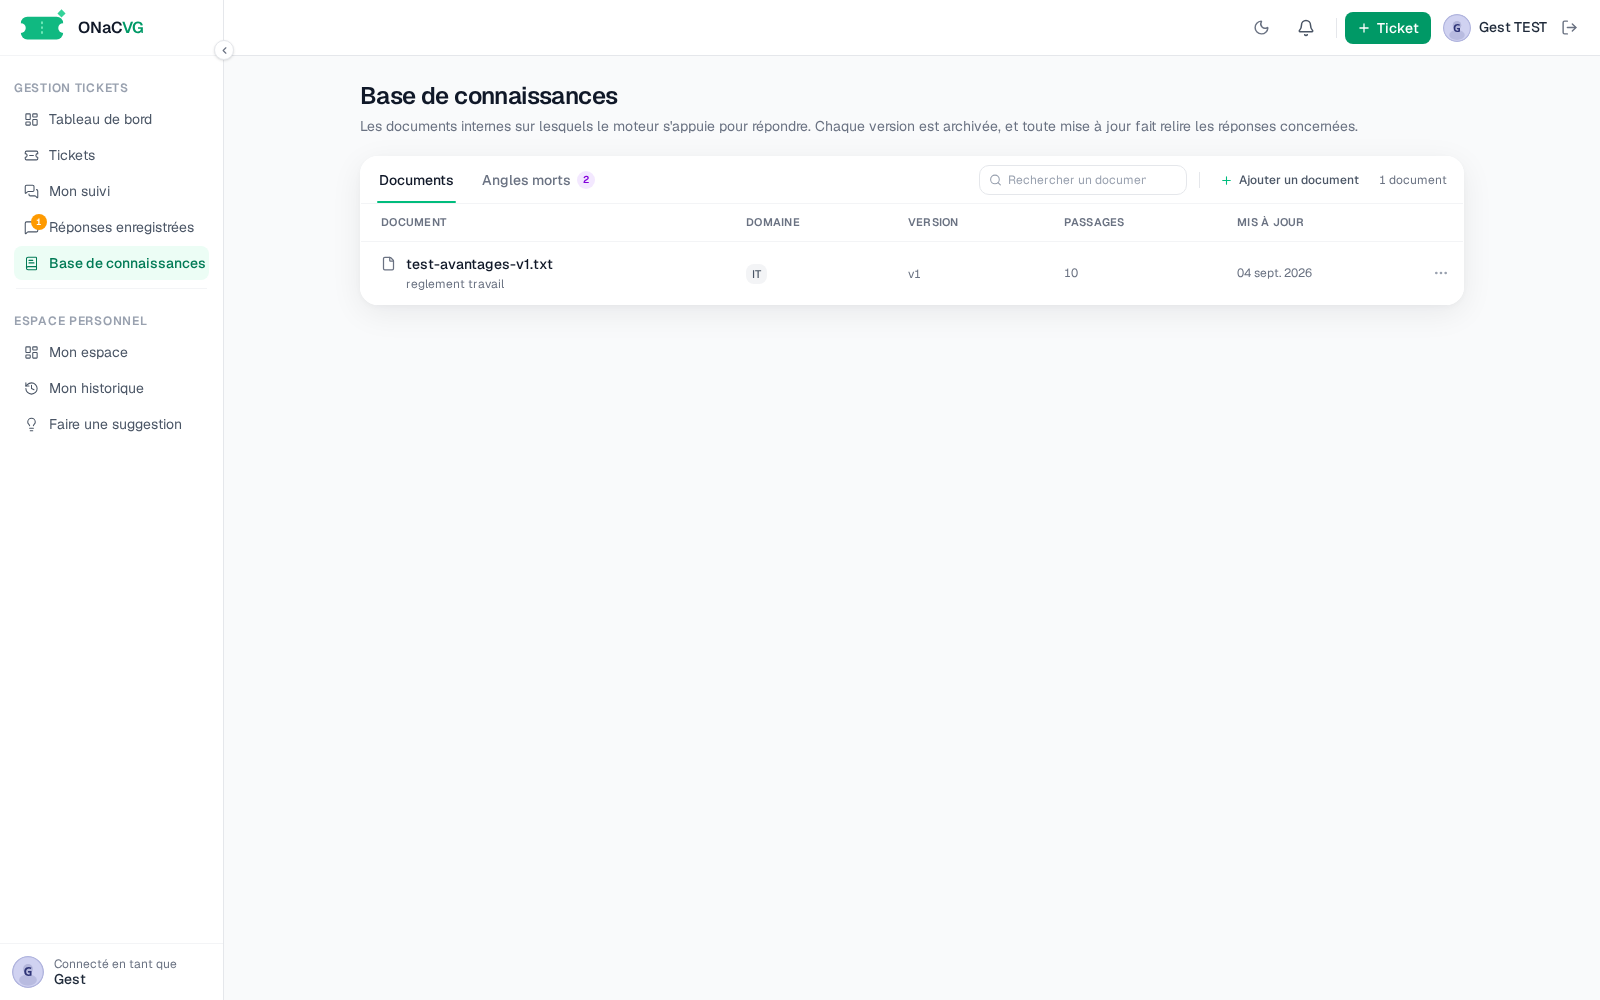 ONaCVG
+ Ticket
G
Gest TEST
GESTION TICKETS
Tableau de bord
Tickets
Mon suivi
1
Réponses enregistrées
Base de connaissances
ESPACE PERSONNEL
Mon espace
Mon historique
Faire une suggestion
G
Connecté en tant que
Gest
Base de connaissances
Les documents internes sur lesquels le moteur s'appuie pour répondre. Chaque version est archivée, et toute mise à jour fait relire les réponses concernées.
Documents
Angles morts 2
Rechercher un documer
+ Ajouter un document
1 document
DOCUMENT DOMAINE VERSION PASSAGES MIS À JOUR
test-avantages-v1.txt
reglement travail
IT v1 10 04 sept. 2026